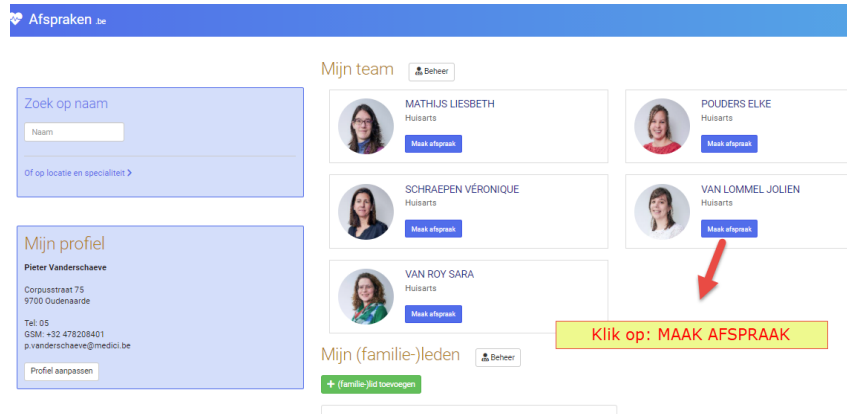 Afspraken .be
Zoek op naam
Naam
Of op locatie en specialiteit
Mijn profiel
Pieter Vanderschaeve
Corpusstraat 75
9700 Oudenaarde
Tel: 05
GSM: +32 478208401
p.vanderschaeve@medici.be
Profiel aanpassen
Mijn team
Beheer
MATHIJS LIESBETH
Huisarts
Maak afspraak
POUDERS ELKE
Huisarts
Maak afspraak
SCHRAEPEN VÉRONIQUE
Huisarts
Maak afspraak
VAN LOMMEL JOLIEN
Huisarts
Maak afspraak
VAN ROY SARA
Huisarts
Maak afspraak
Klik op: MAAK AFSPRAAK
Mijn (familie-)leden
Beheer
+ (familie-)lid toevoegen